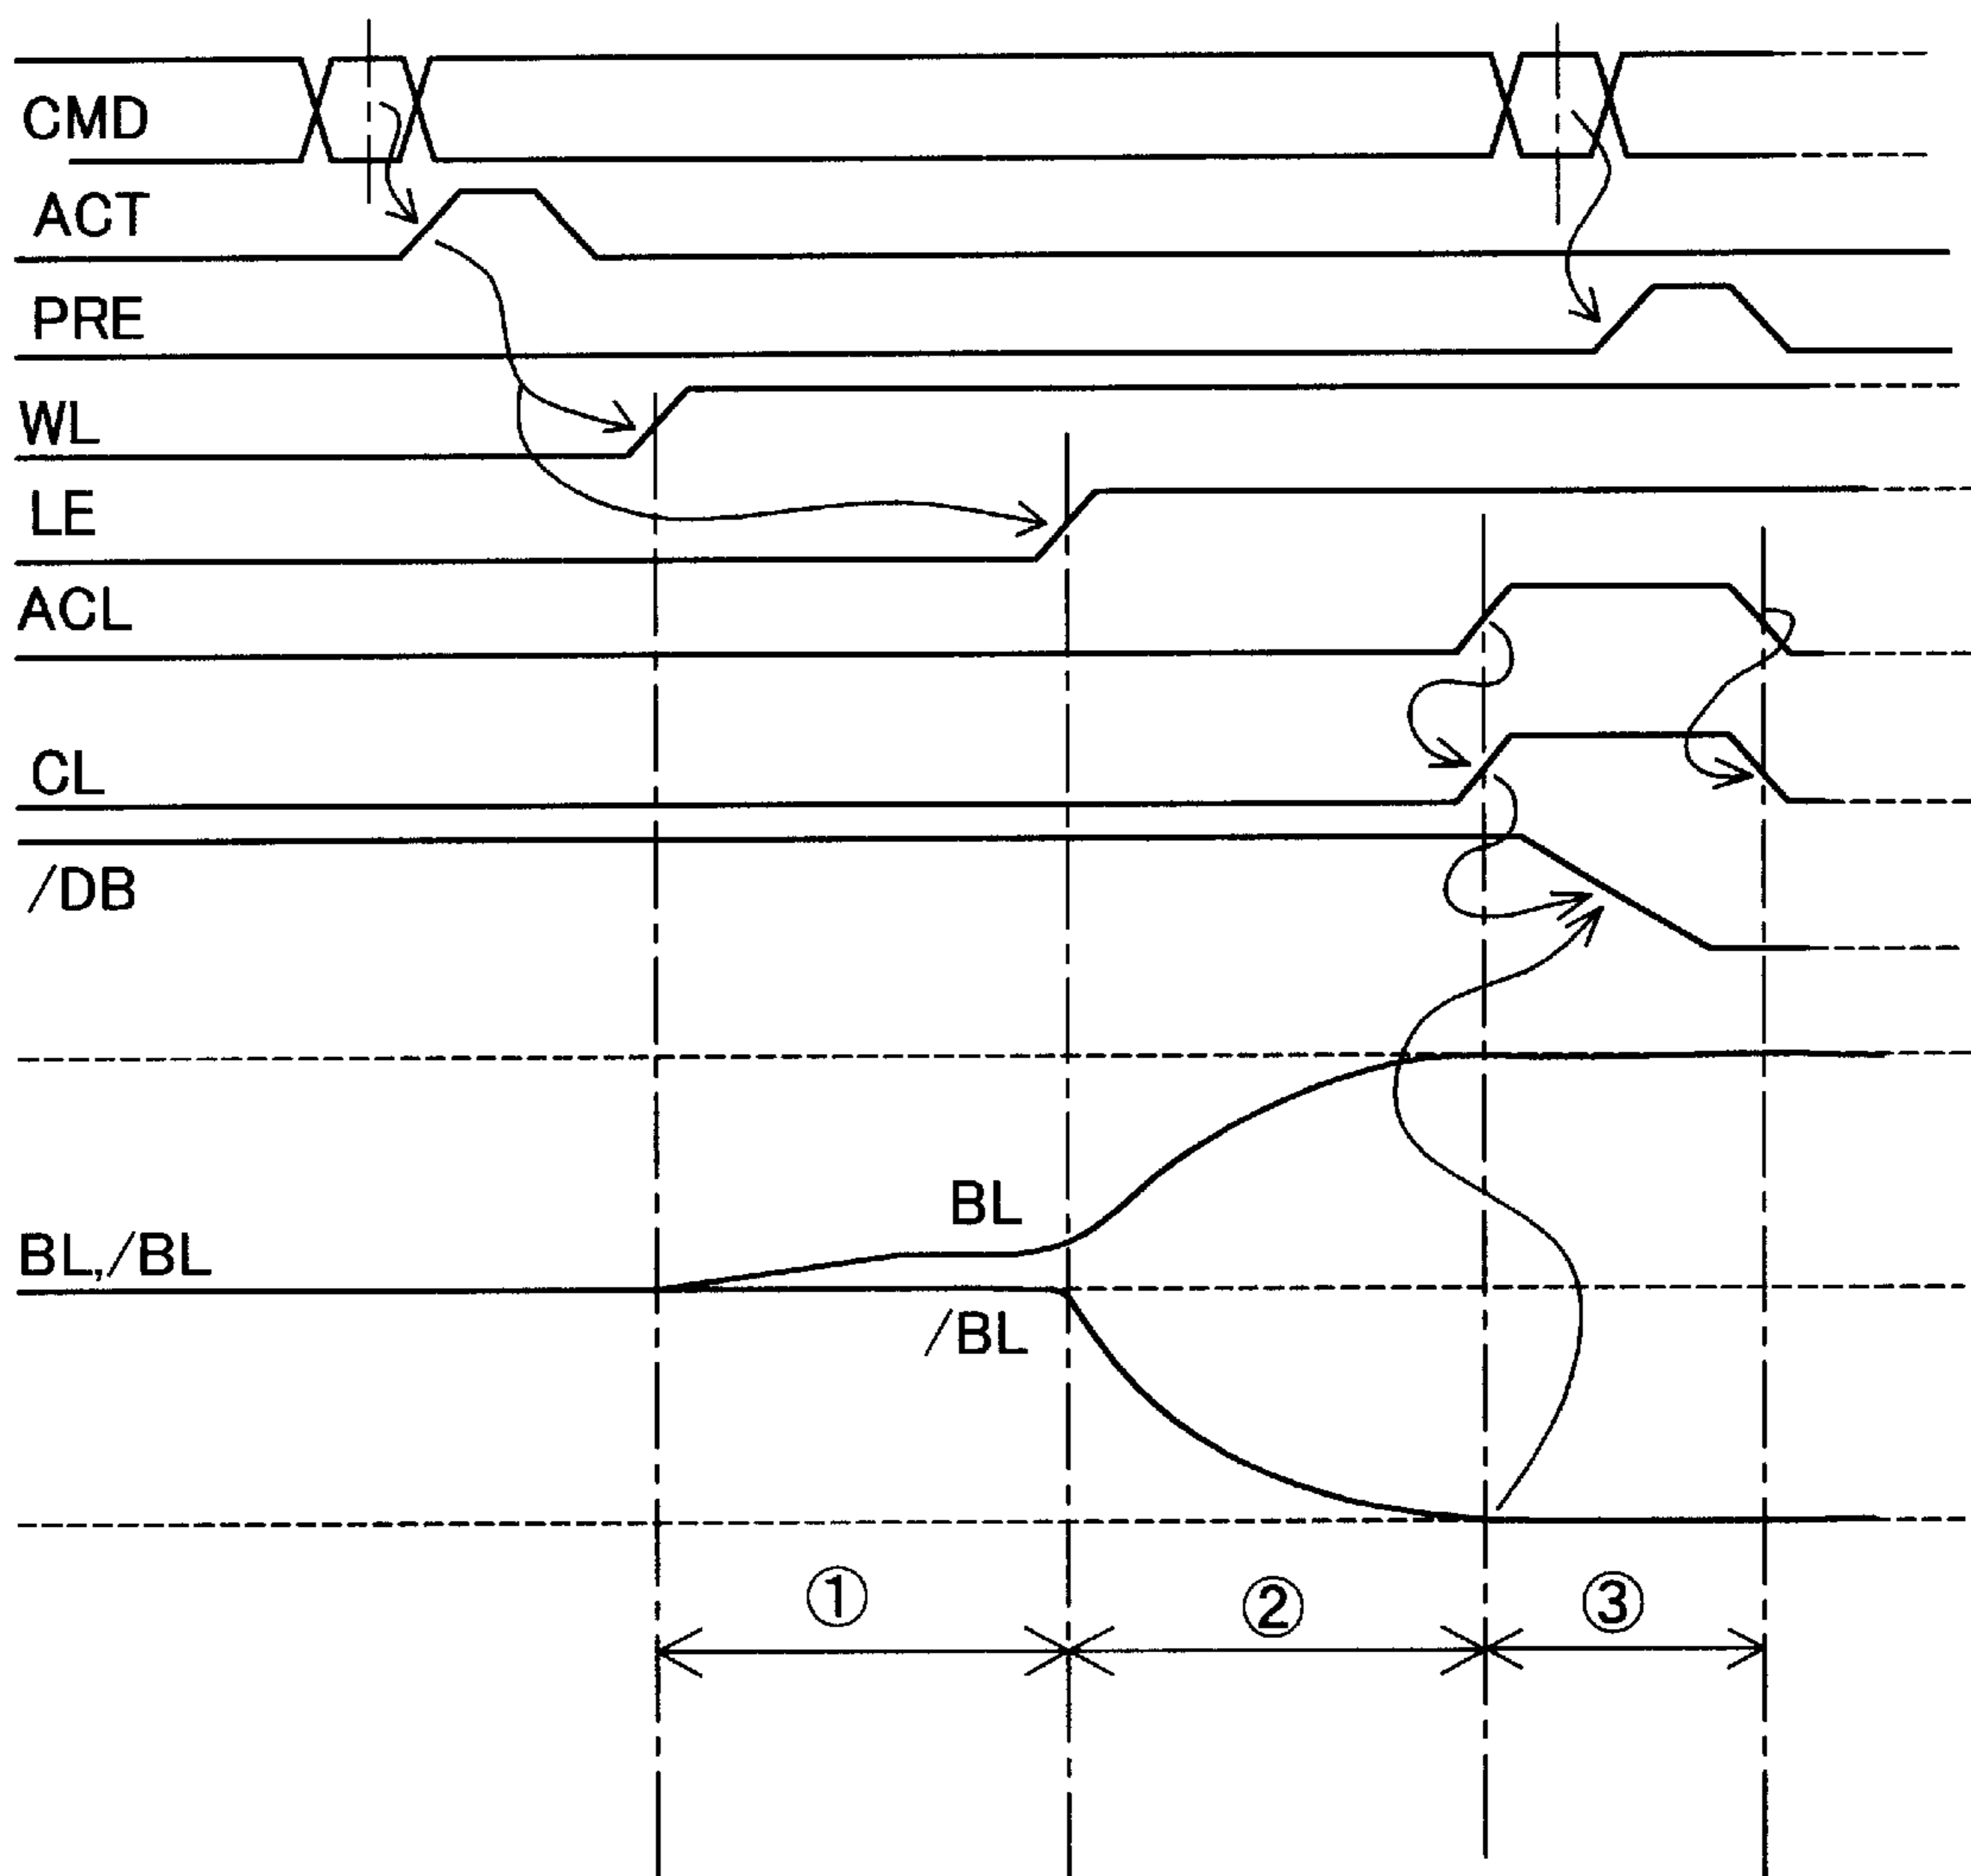 CMD
ACT
PRE
WL
LE
ACL
CL
/DB
BL
BL,/BL
/BL
① ② ③